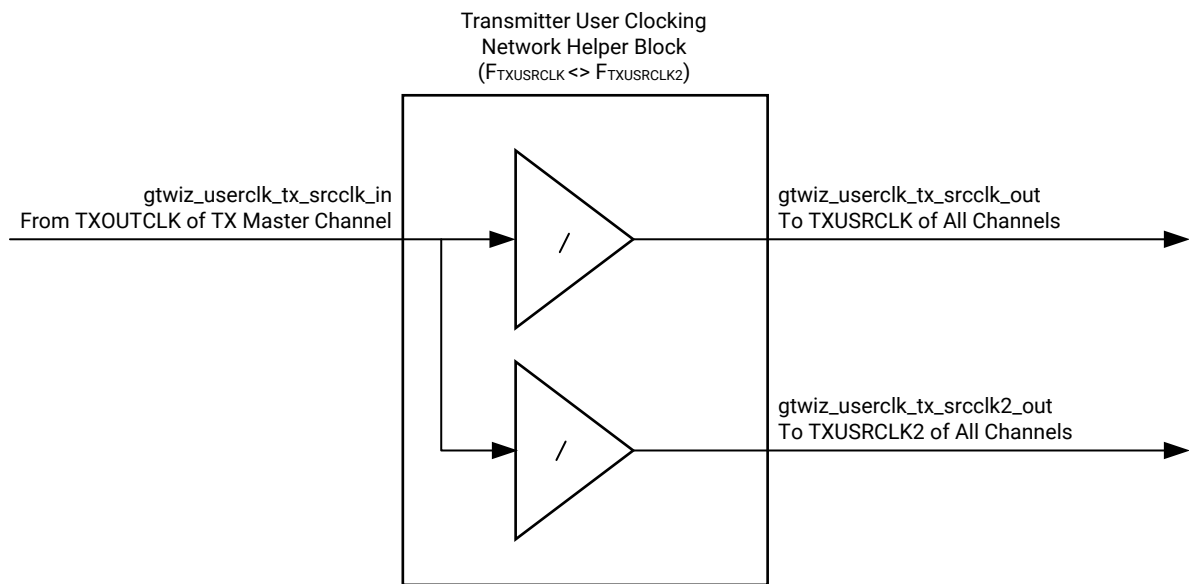 Transmitter User Clocking
Network Helper Block
(FTXUSRCLK <> FTXUSRCLK2)
gtwiz_userclk_tx_srcclk_in
From TXOUTCLK of TX Master Channel
gtwiz_userclk_tx_srcclk_out
To TXUSRCLK of All Channels
/
gtwiz_userclk_tx_srcclk2_out
To TXUSRCLK2 of All Channels
/